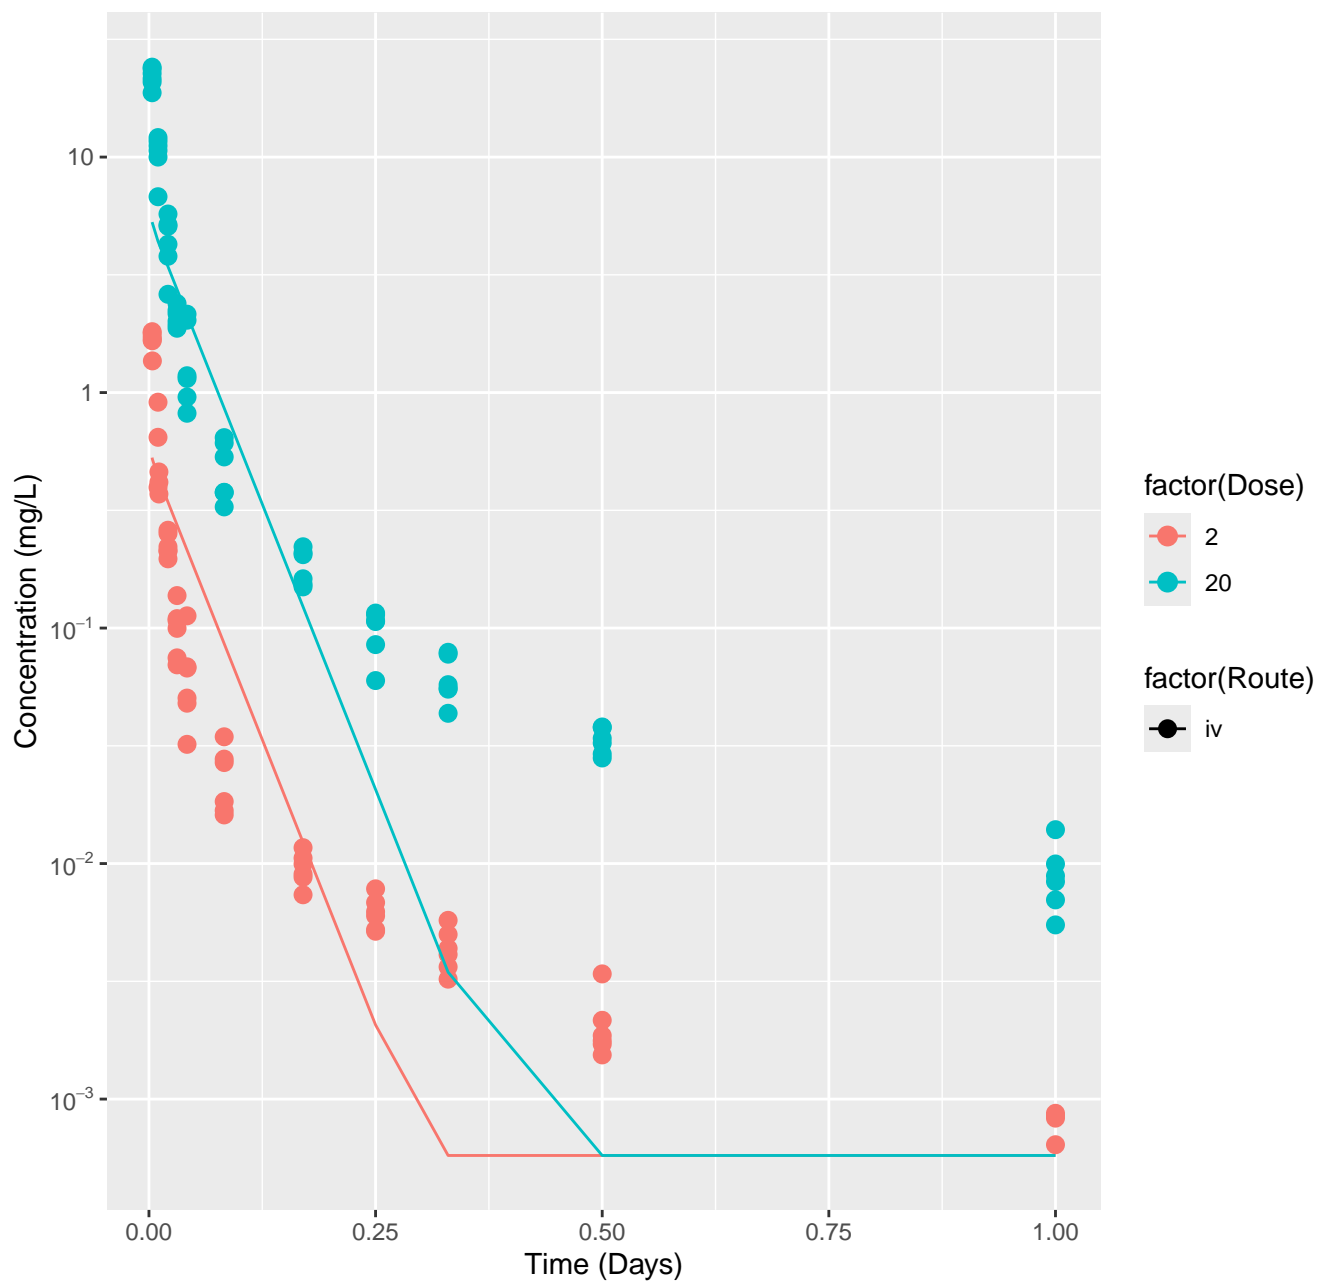 10
1
10⁻¹
10⁻²
10⁻³
Concentration (mg/L)
0.00 0.25 0.50 0.75 1.00
Time (Days)
factor(Dose)
2
20
factor(Route)
iv